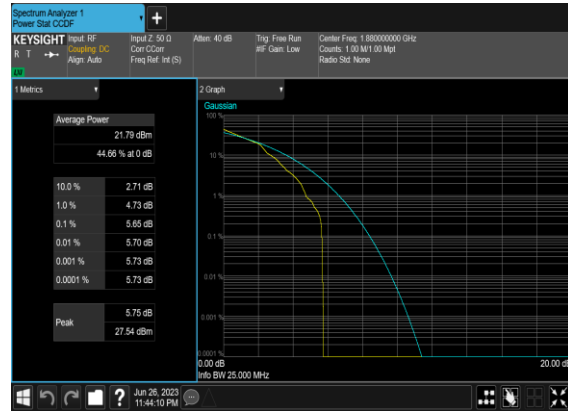 Spectrum Analyzer 1
Power Stat CCDF
KEYSIGHT
R T
LU
Input: RF
Coupling: DC
Align: Auto
Input Z: 50 Ω
Corr CCorr
Freq Ref: Int (S)
Atten: 40 dB
Trig: Free Run
#IF Gain: Low
Center Freq: 1.880000000 GHz
Counts: 1.00 M/1.00 Mpt
Radio Std: None
1 Metrics
Average Power
21.79 dBm
44.66 % at 0 dB
10.0 % 2.71 dB
1.0 % 4.73 dB
0.1 % 5.65 dB
0.01 % 5.70 dB
0.001 % 5.73 dB
0.0001 % 5.73 dB
Peak
5.75 dB
27.54 dBm
2 Graph
Gaussian
100 %
10 %
1 %
0.1 %
0.01 %
0.001 %
0.0001 %
0.00 dB
20.00 dB
Info BW 25.000 MHz
?
Jun 26, 2023
11:44:10 PM